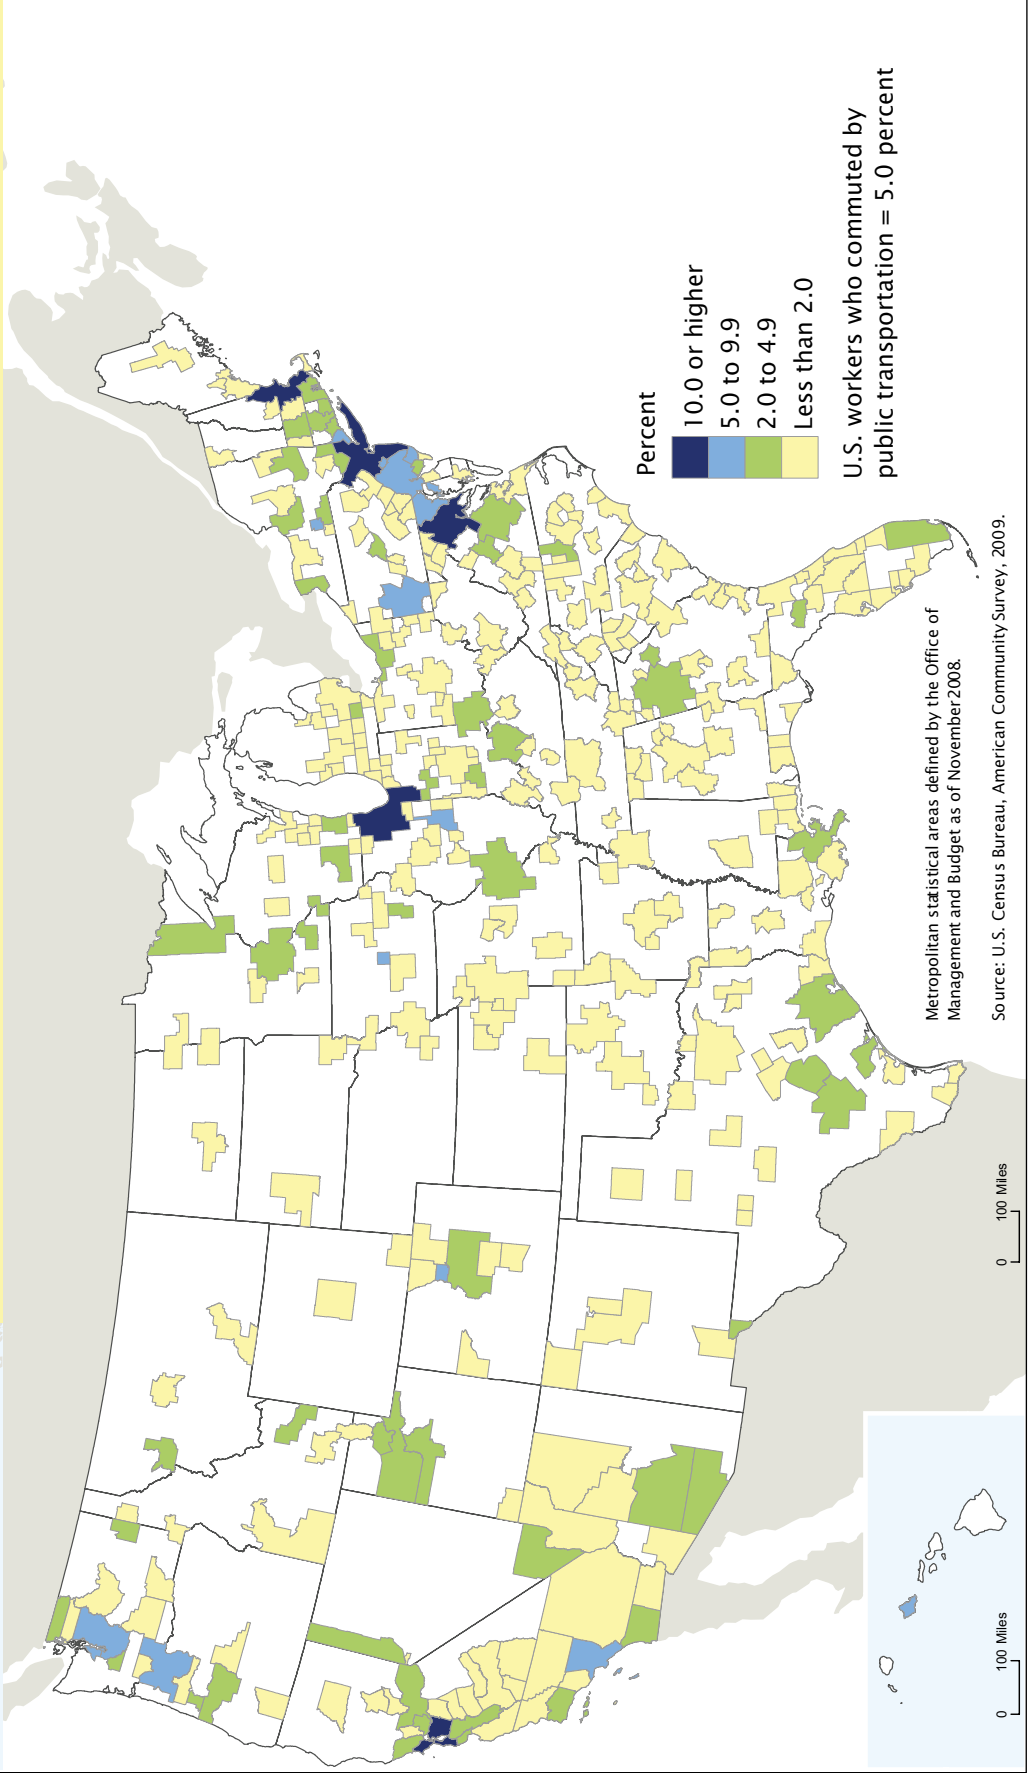 Percent
10.0 or higher
5.0 to 9.9
2.0 to 4.9
Less than 2.0
U.S. workers who commuted by
public transportation = 5.0 percent
Metropolitan statistical areas defined by the Office of
Management and Budget as of November 2008.
Source: U.S. Census Bureau, American Community Survey, 2009.
0 100 Miles
0 100 Miles